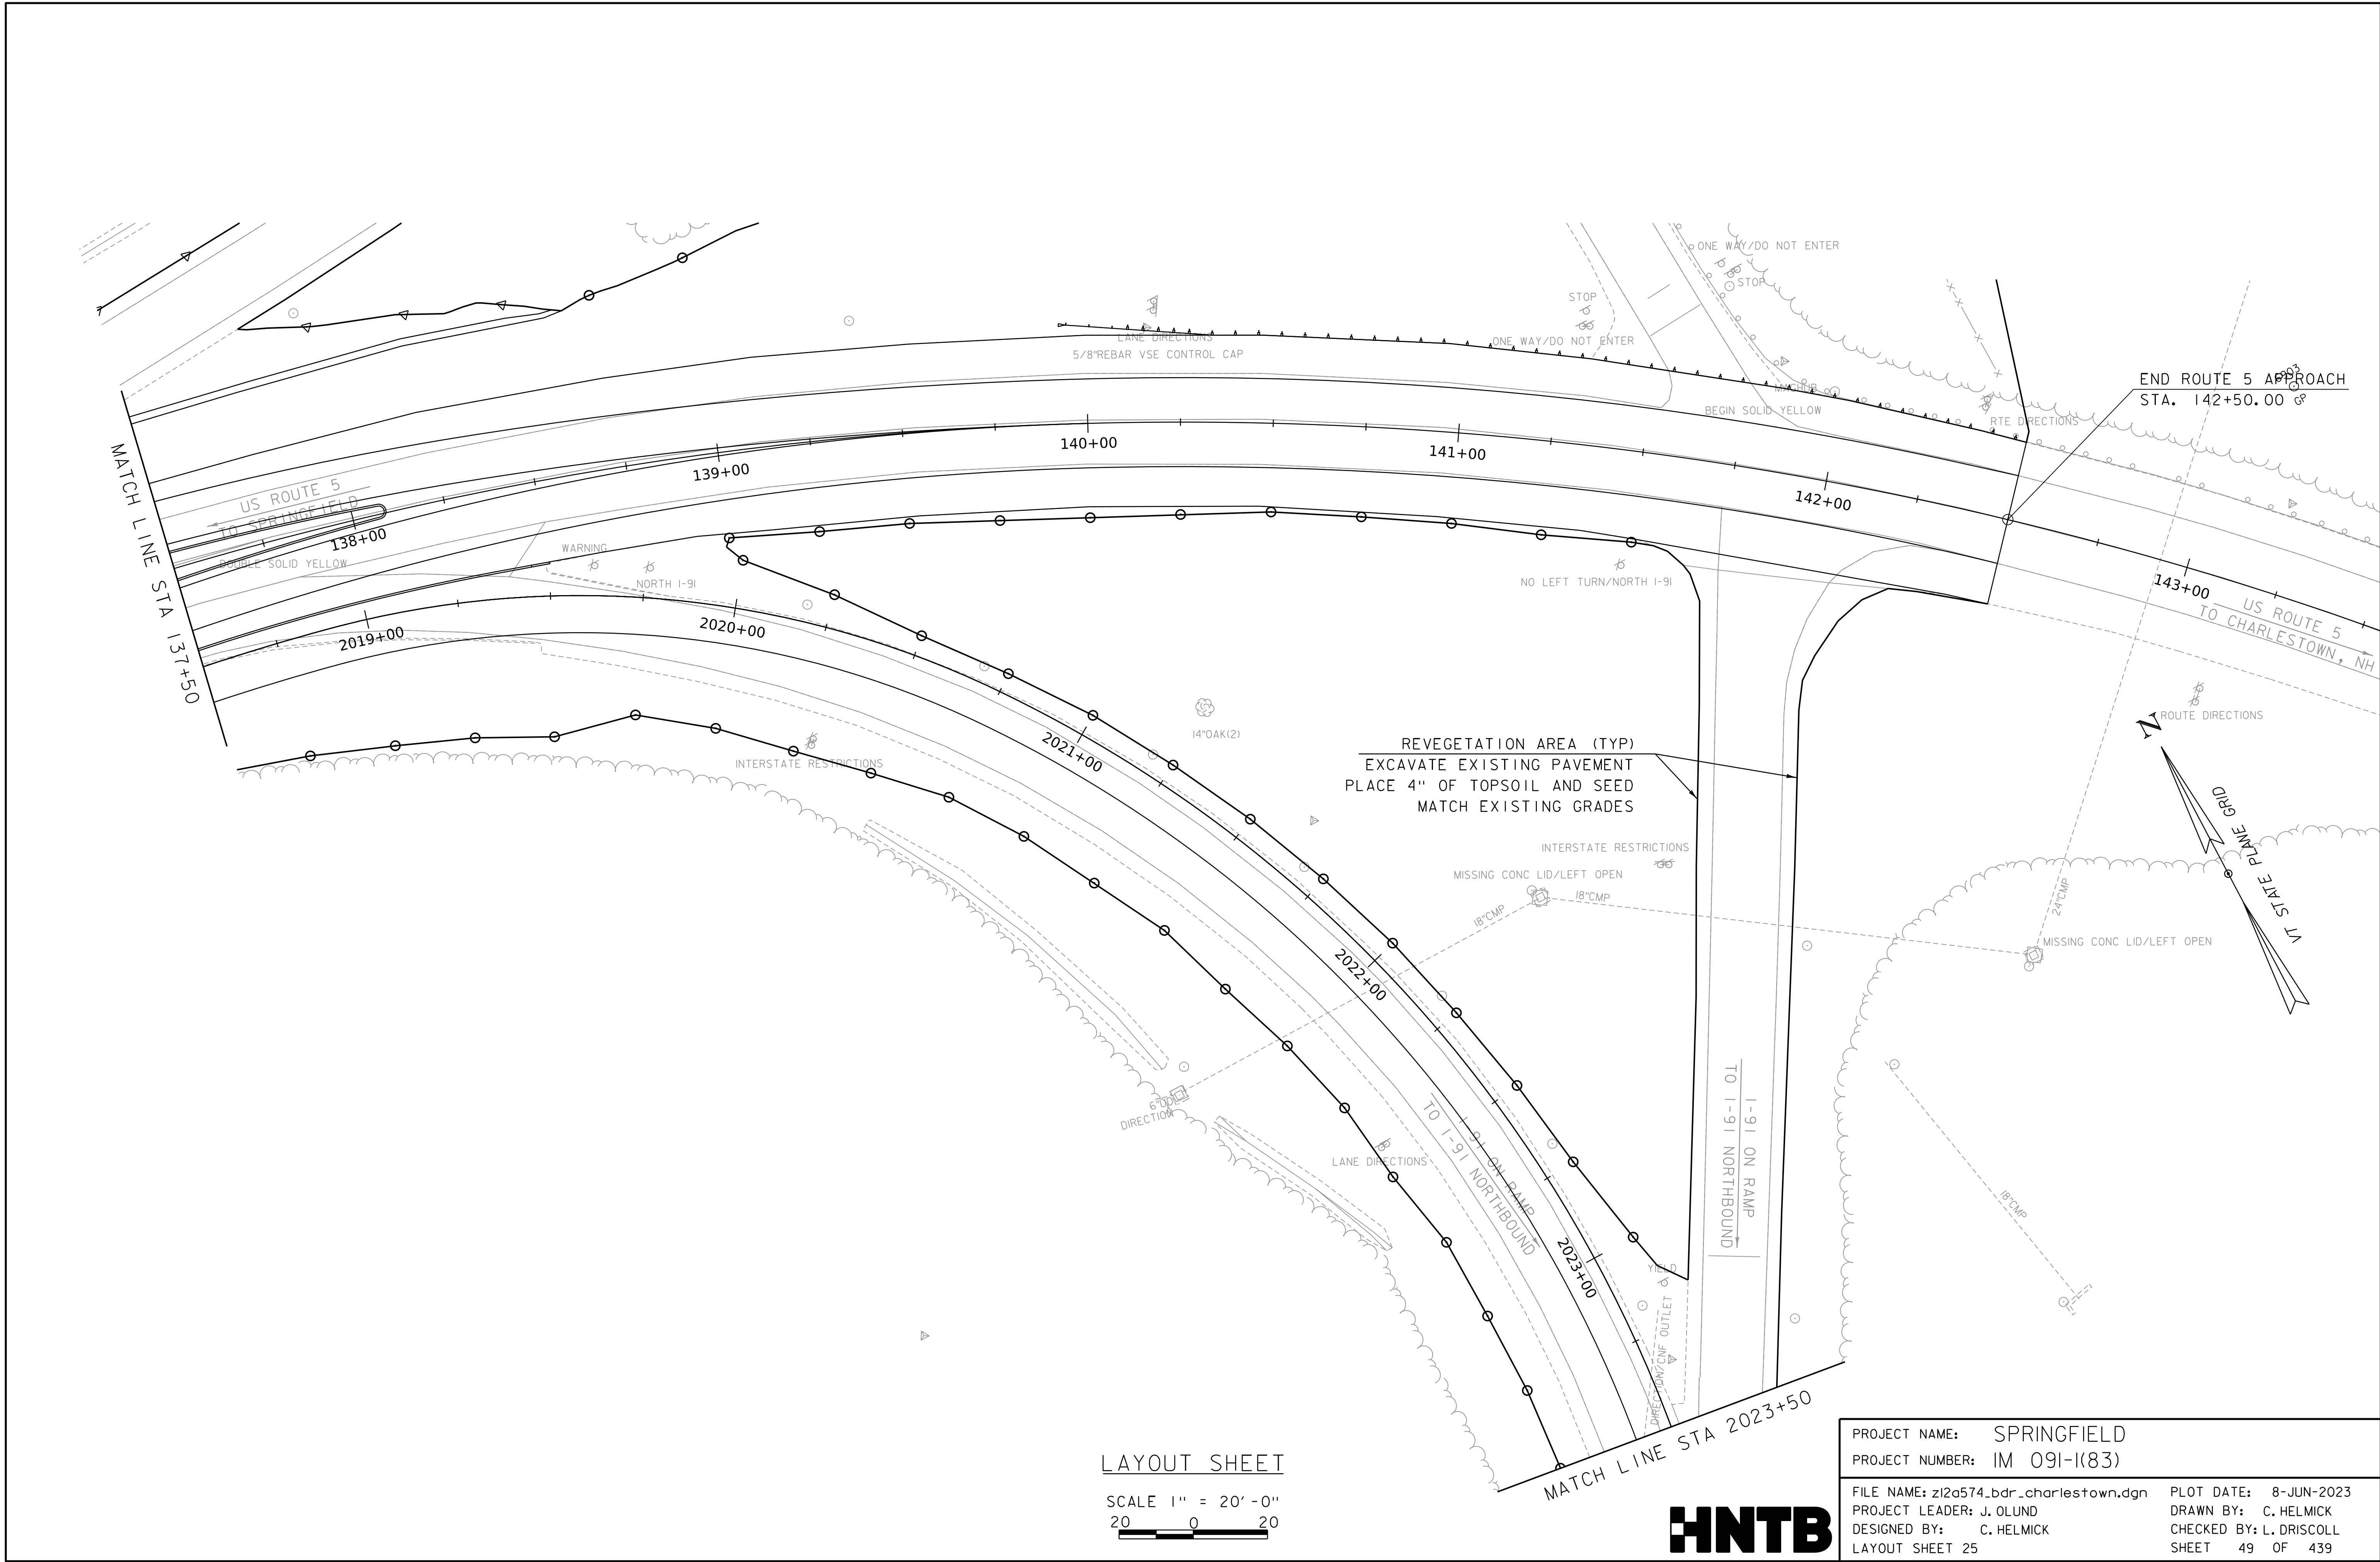 ONE WAY/DO NOT ENTER
STOP
STOP
LANE DIRECTIONS
5/8"REBAR VSE CONTROL CAP
ONE WAY/DO NOT ENTER
BEGIN SOLID YELLOW
RTE DIRECTIONS
END ROUTE 5 APPROACH
STA. 142+50.00
GP
MATCH LINE STA 137+50
US ROUTE 5
TO SPRINGFIELD
DOUBLE SOLID YELLOW
138+00
139+00
140+00
141+00
142+00
143+00
US ROUTE 5
TO CHARLESTOWN, NH
WARNING
NORTH I-91
NO LEFT TURN/NORTH I-91
2019+00
2020+00
2021+00
2022+00
2023+00
INTERSTATE RESTRICTIONS
14"OAK(2)
ROUTE DIRECTIONS
REVEGETATION AREA (TYP)
EXCAVATE EXISTING PAVEMENT
PLACE 4" OF TOPSOIL AND SEED
MATCH EXISTING GRADES
N
VT STATE PLANE GRID
INTERSTATE RESTRICTIONS
MISSING CONC LID/LEFT OPEN
18"CMP
18"CMP
24"CMP
MISSING CONC LID/LEFT OPEN
DIRECTION
LANE DIRECTIONS
I-91 ON RAMP
TO I-91 NORTHBOUND
I-91 ON RAMP
TO I-91 NORTHBOUND
18"CMP
YIELD
DIRECTION/CNF OUTLET
MATCH LINE STA 2023+50
LAYOUT SHEET
SCALE 1" = 20'-0"
20 0 20
HNTB
PROJECT NAME: SPRINGFIELD
PROJECT NUMBER: IM 091-1(83)
FILE NAME: z12a574_bdr_charlestown.dgn PLOT DATE: 8-JUN-2023
PROJECT LEADER: J. OLUND DRAWN BY: C. HELMICK
DESIGNED BY: C. HELMICK CHECKED BY: L. DRISCOLL
LAYOUT SHEET 25 SHEET 49 OF 439